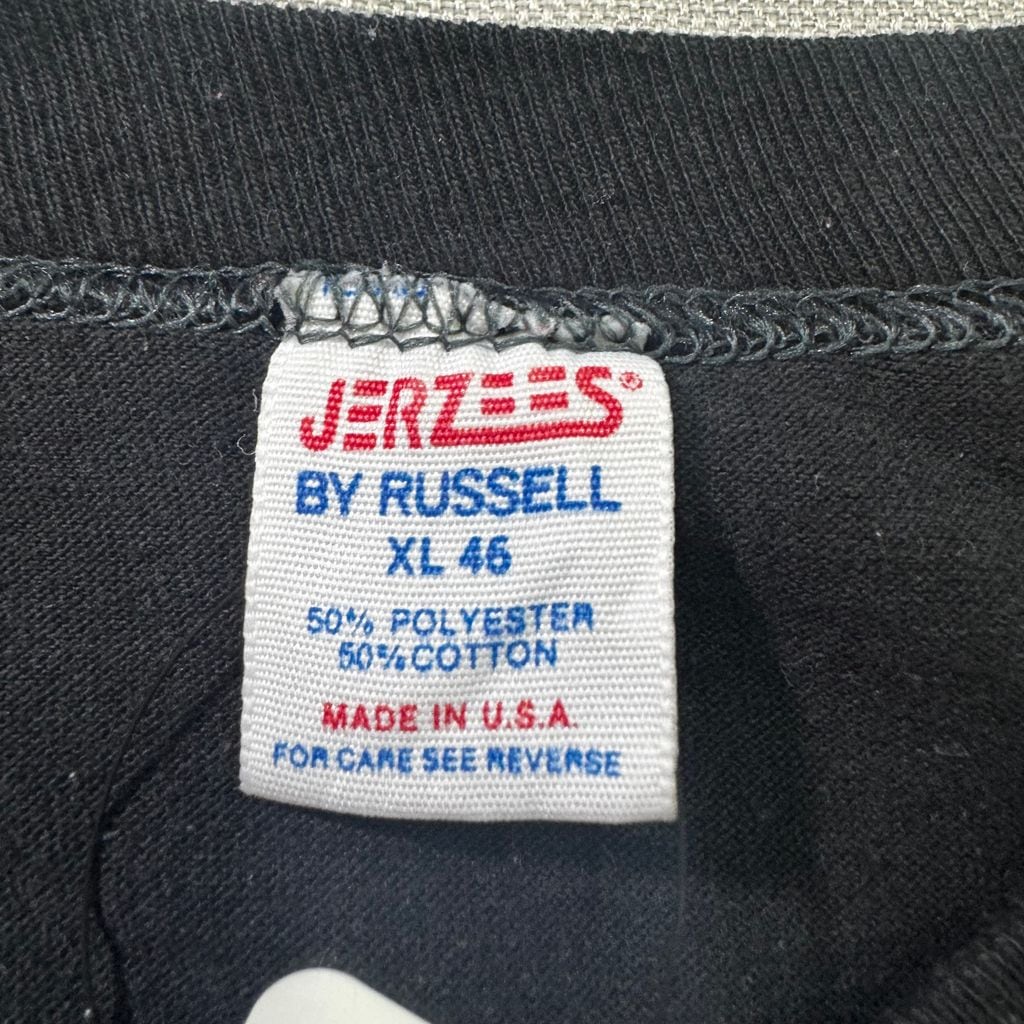 JERZEES®
BY RUSSELL
XL 46
50% POLYESTER
50% COTTON
MADE IN U.S.A.
FOR CARE SEE REVERSE